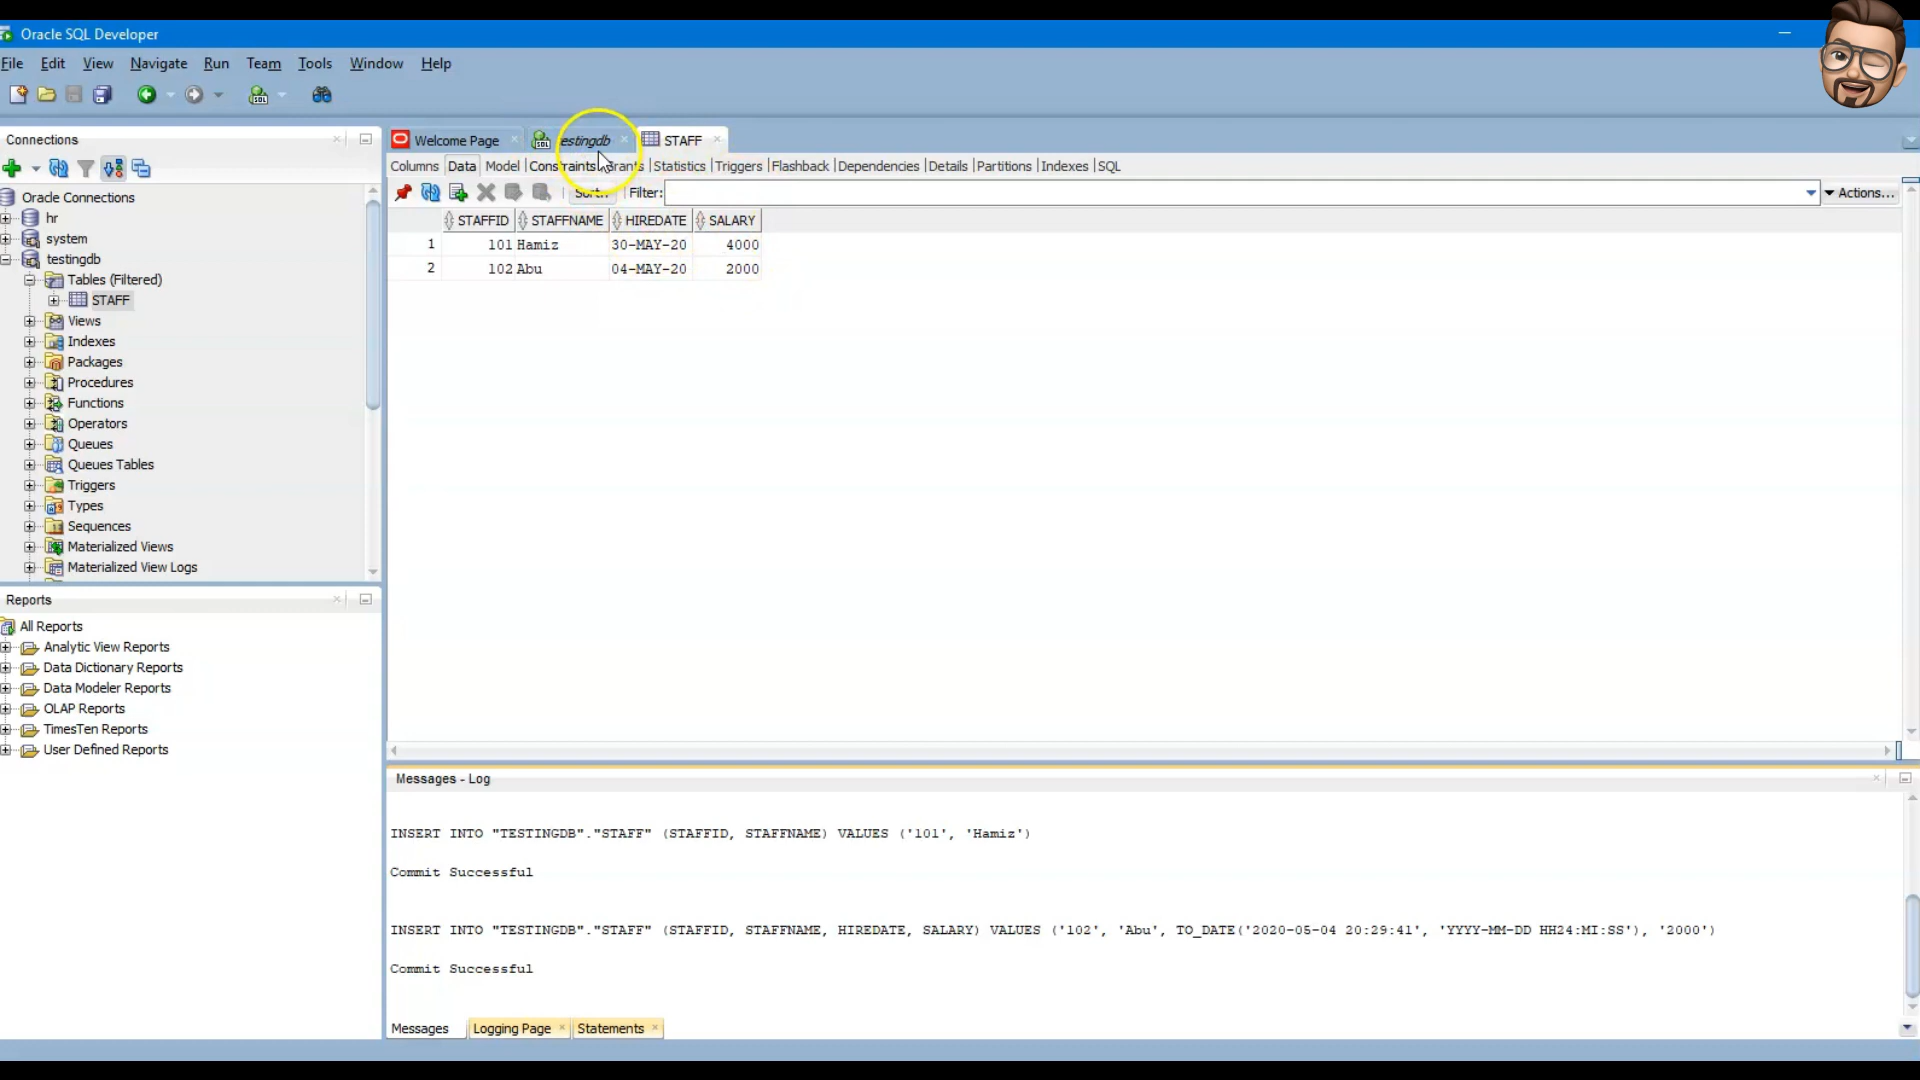 Oracle SQL Developer
File Edit View Navigate Run Team Tools Window Help
Connections
Oracle Connections
hr
system
testingdb
Tables (Filtered)
STAFF
Views
Indexes
Packages
Procedures
Functions
Operators
Queues
Queues Tables
Triggers
Types
Sequences
Materialized Views
Materialized View Logs
Reports
All Reports
Analytic View Reports
Data Dictionary Reports
Data Modeler Reports
OLAP Reports
TimesTen Reports
User Defined Reports
Welcome Page testingdb STAFF
Columns Data Model Constraints Grants Statistics Triggers Flashback Dependencies Details Partitions Indexes SQL
Sort.. Filter: Actions...
STAFFID STAFFNAME HIREDATE SALARY
1 101 Hamiz 30-MAY-20 4000
2 102 Abu 04-MAY-20 2000
Messages - Log
INSERT INTO "TESTINGDB"."STAFF" (STAFFID, STAFFNAME) VALUES ('101', 'Hamiz')
Commit Successful
INSERT INTO "TESTINGDB"."STAFF" (STAFFID, STAFFNAME, HIREDATE, SALARY) VALUES ('102', 'Abu', TO_DATE('2020-05-04 20:29:41', 'YYYY-MM-DD HH24:MI:SS'), '2000')
Commit Successful
Messages Logging Page Statements